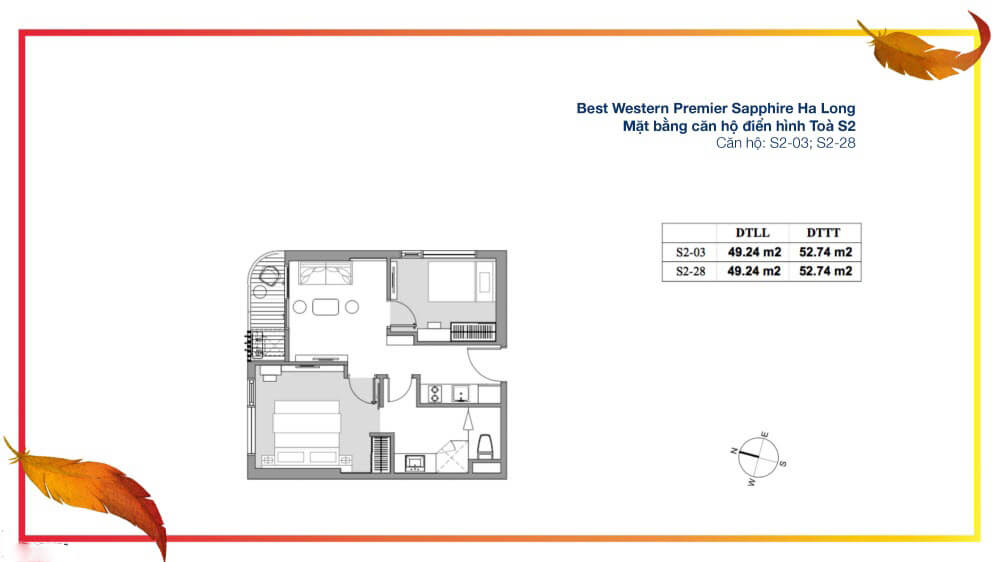 Best Western Premier Sapphire Ha Long
Mặt bằng căn hộ điển hình Toà S2
Căn hộ: S2-03; S2-28
DTLL DTTT
S2-03 49.24 m2 52.74 m2
S2-28 49.24 m2 52.74 m2
E
N
S
W